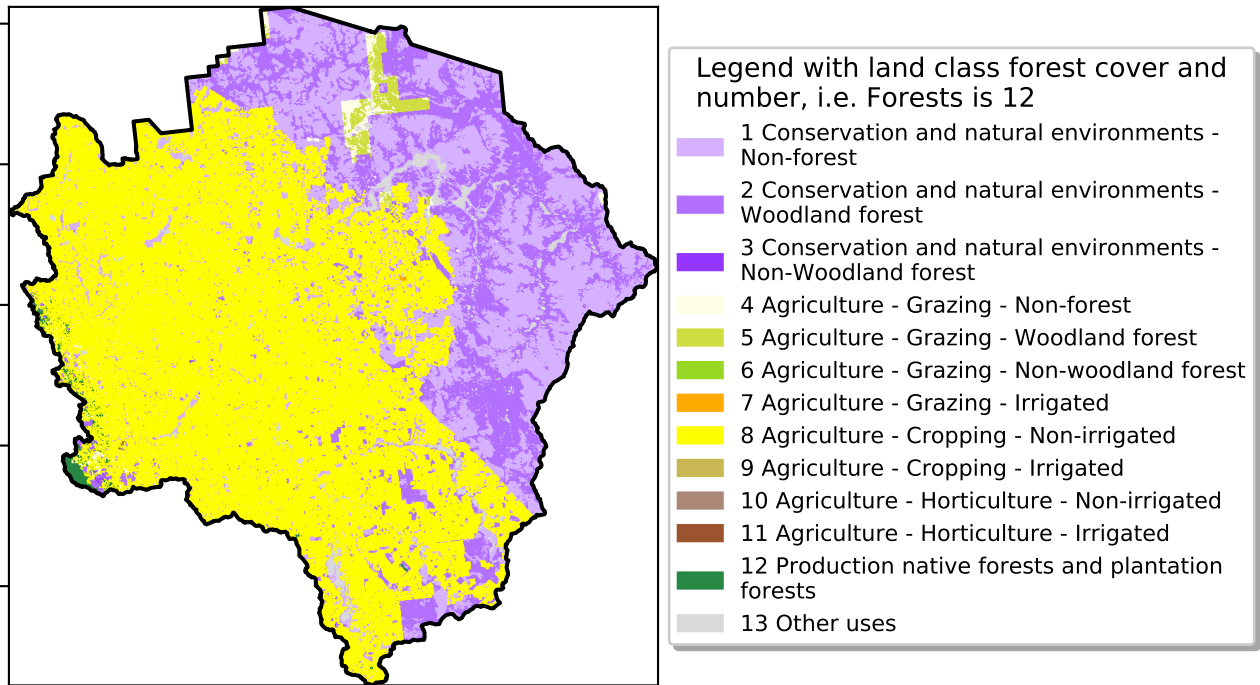 Legend with land class forest cover and
number, i.e. Forests is 12
1 Conservation and natural environments -
Non-forest
2 Conservation and natural environments -
Woodland forest
3 Conservation and natural environments -
Non-Woodland forest
4 Agriculture - Grazing - Non-forest
5 Agriculture - Grazing - Woodland forest
6 Agriculture - Grazing - Non-woodland forest
7 Agriculture - Grazing - Irrigated
8 Agriculture - Cropping - Non-irrigated
9 Agriculture - Cropping - Irrigated
10 Agriculture - Horticulture - Non-irrigated
11 Agriculture - Horticulture - Irrigated
12 Production native forests and plantation
forests
13 Other uses